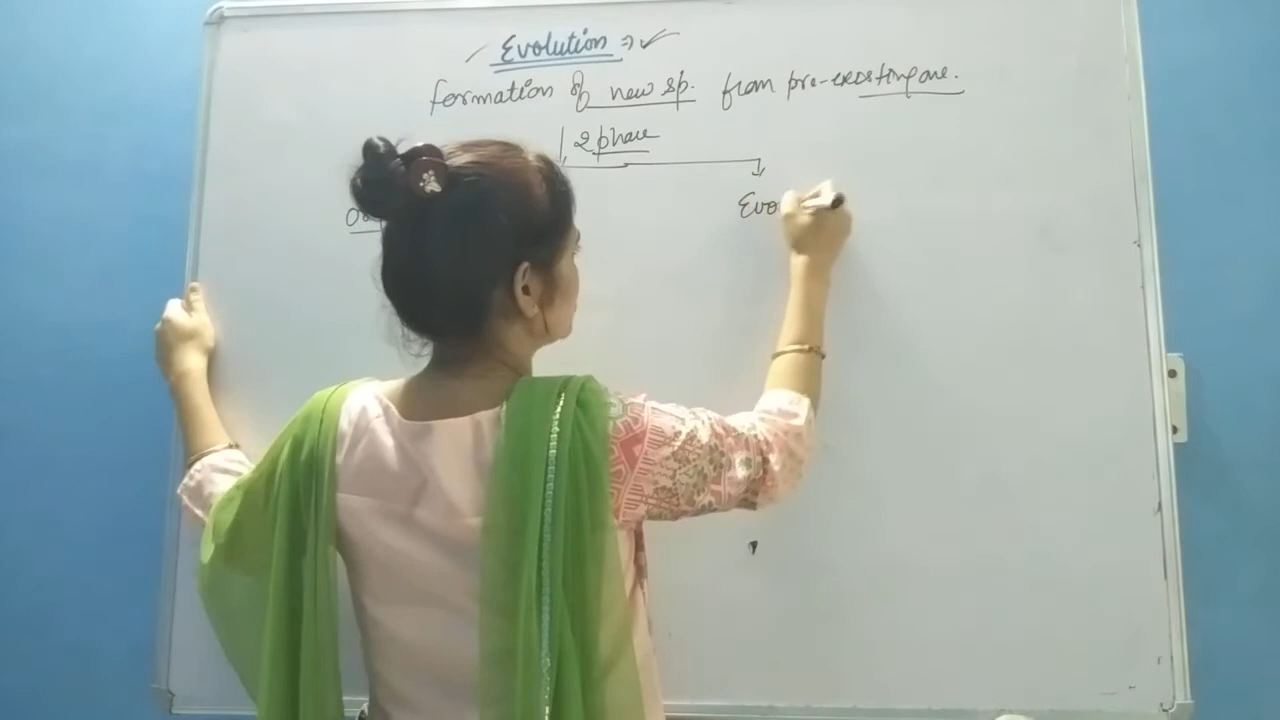 Evolution ⇒ ✓
formation of new sp. from pre-existing one.
2 phase
Evo